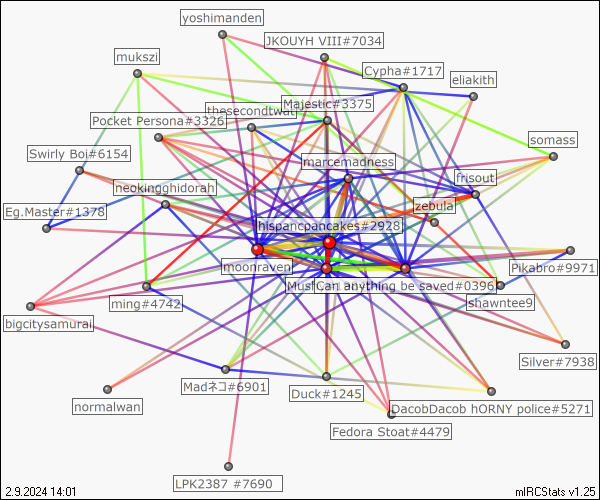 yoshimanden
JKOUYH VIII#7034
mukszi
Cypha#1717
eliakith
thesecondtwat
Majestic#3375
Pocket Persona#3326
somass
Swirly Boi#6154
marcemadness
frisout
neokingghidorah
zebula
Eg.Master#1378
hispancpancakes#2928
moonraven
Pikabro#9971
Can anything be saved#0396
ming#4742
shawntee9
bigcitysamurai
Silver#7938
Madネコ#6901
Duck#1245
normalwan
DacobDacob hORNY police#5271
Fedora Stoat#4479
LPK2387 #7690
2.9.2024 14:01
mIRCStats v1.25